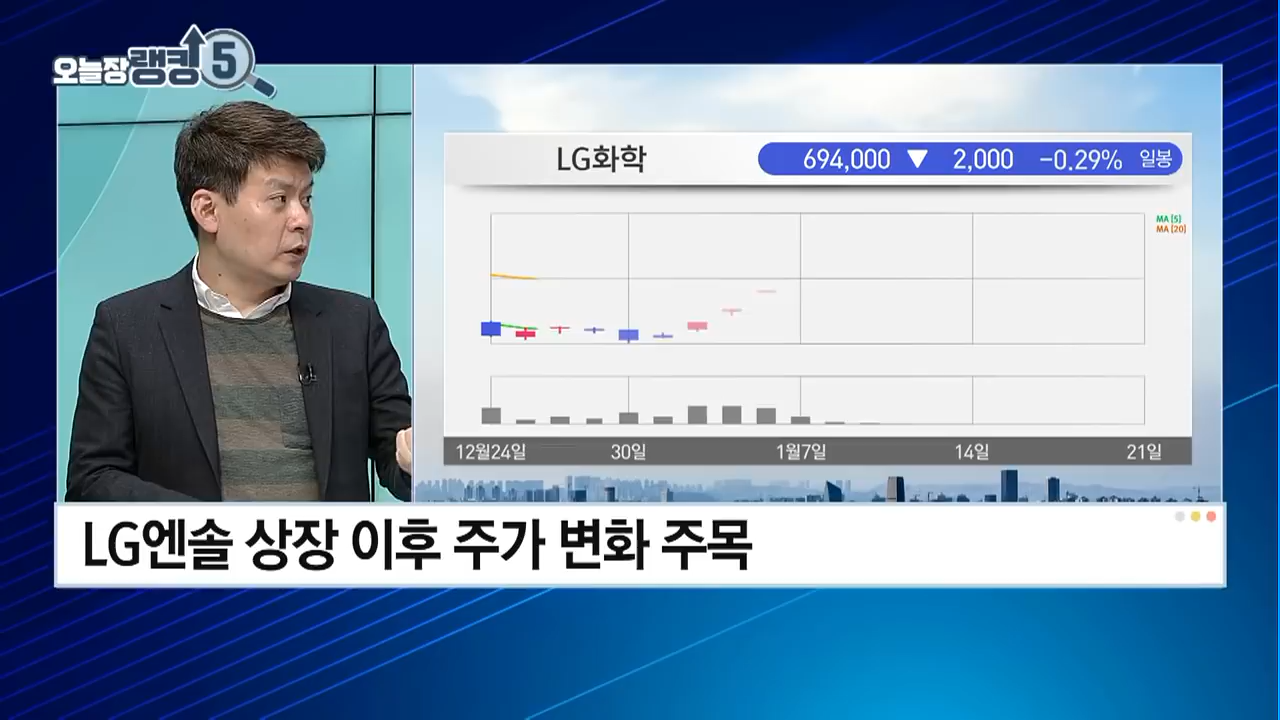 오늘장랭킹5
LG화학
694,000 ▼ 2,000 -0.29% 일봉
MA [5]
MA [20]
12월24일 30일 1월7일 14일 21일
LG엔솔 상장 이후 주가 변화 주목